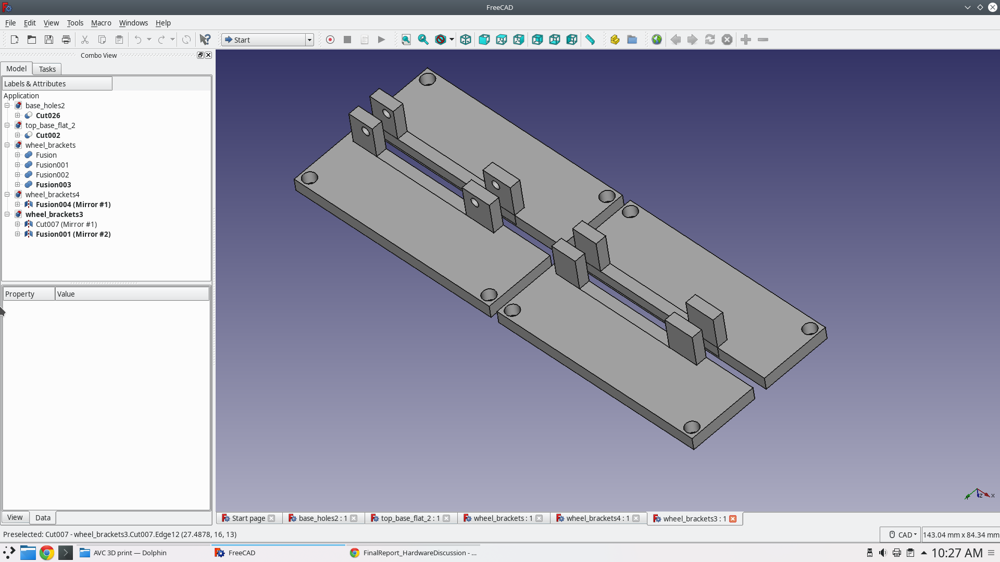 FreeCAD
File Edit View Tools Macro Windows Help
Start
Combo View
Model Tasks
Labels & Attributes
Application
base_holes2
Cut026
top_base_flat_2
Cut002
wheel_brackets
Fusion
Fusion001
Fusion002
Fusion003
wheel_brackets4
Fusion004 (Mirror #1)
wheel_brackets3
Cut007 (Mirror #1)
Fusion001 (Mirror #2)
Property Value
View Data
Y Z X
Start page base_holes2 : 1 top_base_flat_2 : 1 wheel_brackets : 1 wheel_brackets4 : 1 wheel_brackets3 : 1
Preselected: Cut007 - wheel_brackets3.Cut007.Edge12 (27.4878, 16, 13) CAD 143.04 mm x 84.34 mm
AVC 3D print — Dolphin FreeCAD FinalReport_HardwareDiscussion - ... 10:27 AM